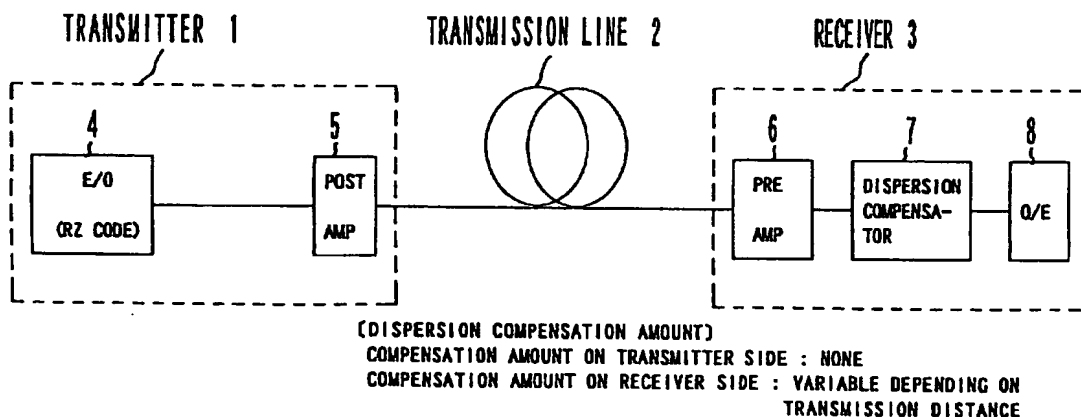 TRANSMITTER 1
TRANSMISSION LINE 2
RECEIVER 3
4
E/O
(RZ CODE)
5
POST
AMP
6
PRE
AMP
7
DISPERSION
COMPENSA-
TOR
8
O/E
(DISPERSION COMPENSATION AMOUNT)
COMPENSATION AMOUNT ON TRANSMITTER SIDE : NONE
COMPENSATION AMOUNT ON RECEIVER SIDE : VARIABLE DEPENDING ON
TRANSMISSION DISTANCE